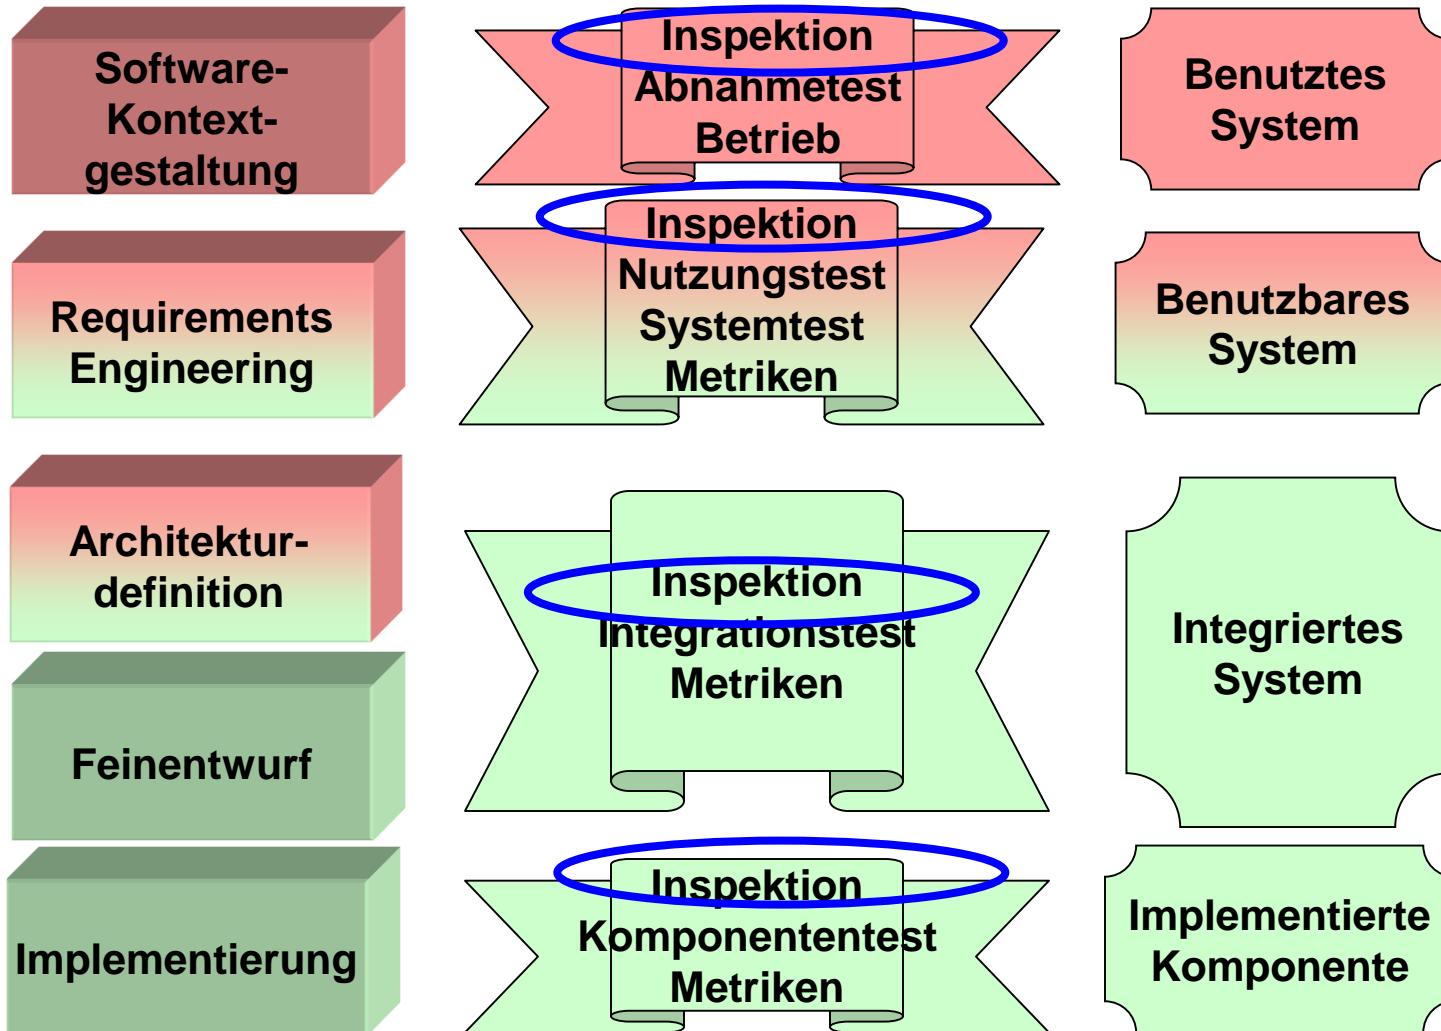 Software-
Kontext-
gestaltung
Inspektion
Abnahmetest
Betrieb
Benutztes
System
Requirements
Engineering
Inspektion
Nutzungstest
Systemtest
Metriken
Benutzbares
System
Architektur-
definition
Feinentwurf
Inspektion
Integrationstest
Metriken
Integriertes
System
Implementierung
Inspektion
Komponententest
Metriken
Implementierte
Komponente